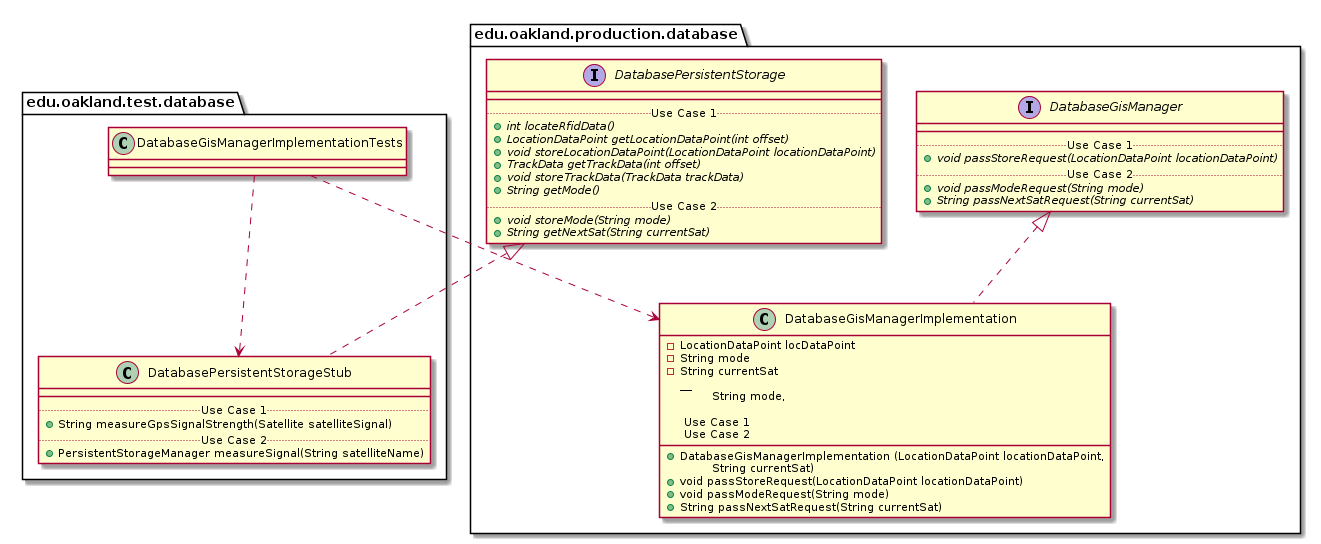 edu.oakland.production.database
edu.oakland.test.database
C DatabaseGisManagerImplementationTests
I DatabasePersistentStorage
Use Case 1
int locateRfidData()
LocationDataPoint getLocationDataPoint(int offset)
void storeLocationDataPoint(LocationDataPoint locationDataPoint)
TrackData getTrackData(int offset)
void storeTrackData(TrackData trackData)
String getMode()
Use Case 2
void storeMode(String mode)
String getNextSat(String currentSat)
I DatabaseGisManager
Use Case 1
void passStoreRequest(LocationDataPoint locationDataPoint)
Use Case 2
void passModeRequest(String mode)
String passNextSatRequest(String currentSat)
C DatabasePersistentStorageStub
Use Case 1
String measureGpsSignalStrength(Satellite satelliteSignal)
Use Case 2
PersistentStorageManager measureSignal(String satelliteName)
C DatabaseGisManagerImplementation
LocationDataPoint locDataPoint
String mode
String currentSat
__
String mode,
Use Case 1
Use Case 2
DatabaseGisManagerImplementation (LocationDataPoint locationDataPoint,
String currentSat)
void passStoreRequest(LocationDataPoint locationDataPoint)
void passModeRequest(String mode)
String passNextSatRequest(String currentSat)